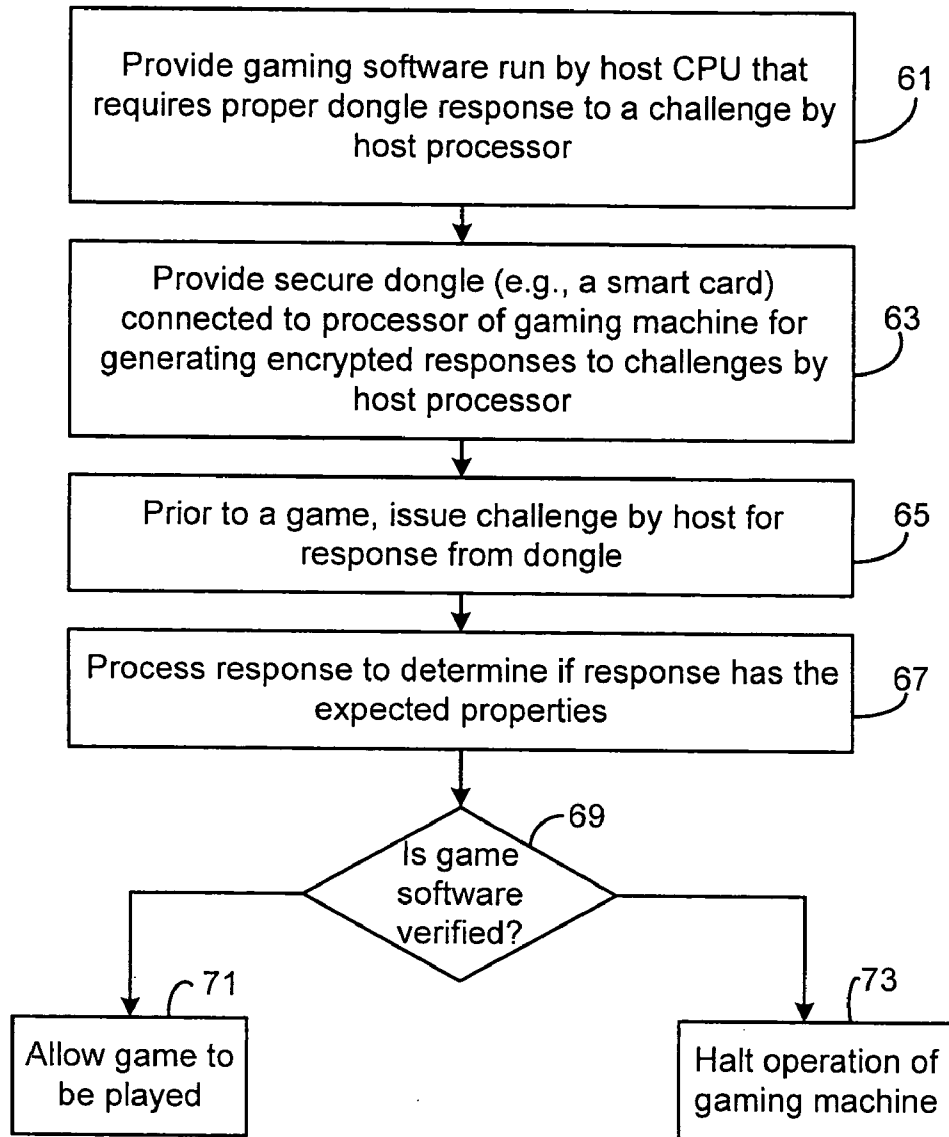 Provide gaming software run by host CPU that
requires proper dongle response to a challenge by
host processor
61
Provide secure dongle (e.g., a smart card)
connected to processor of gaming machine for
generating encrypted responses to challenges by
host processor
63
Prior to a game, issue challenge by host for
response from dongle
65
Process response to determine if response has the
expected properties
67
Is game
software
verified?
69
Allow game to
be played
71
Halt operation of
gaming machine
73